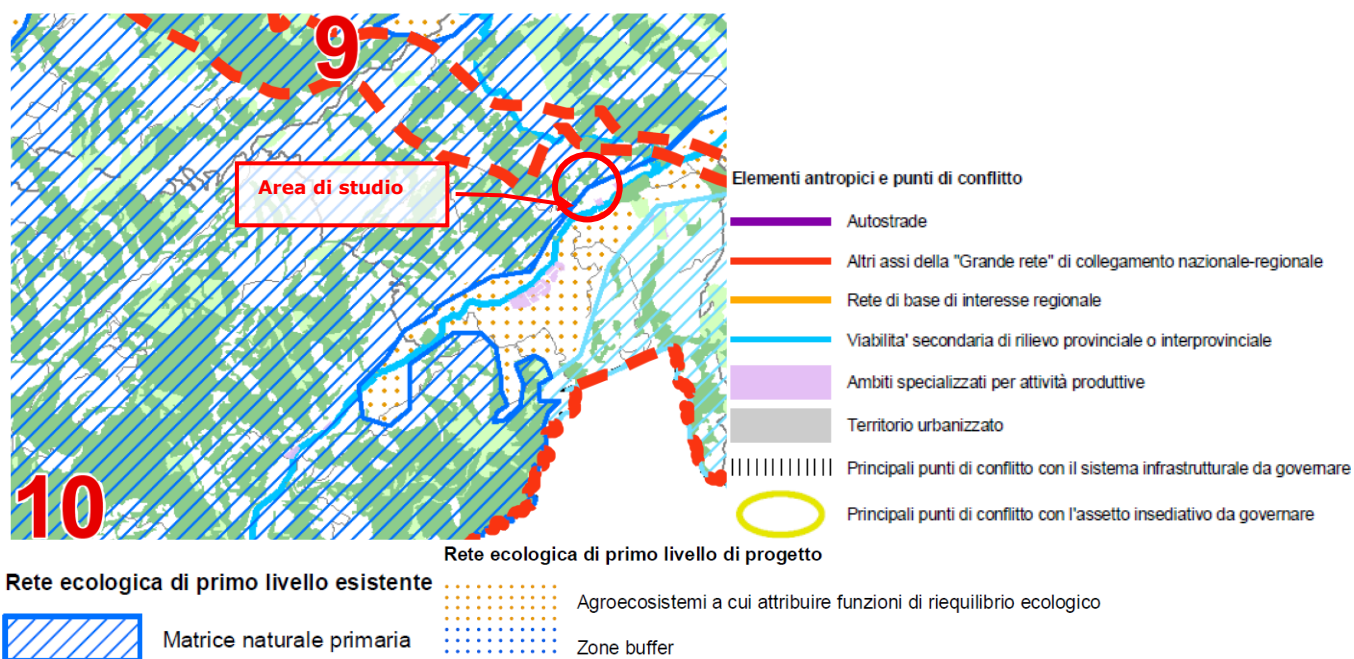 9
Area di studio
10
Elementi antropici e punti di conflitto
Autostrade
Altri assi della "Grande rete" di collegamento nazionale-regionale
Rete di base di interesse regionale
Viabilita' secondaria di rilievo provinciale o interprovinciale
Ambiti specializzati per attività produttive
Territorio urbanizzato
Principali punti di conflitto con il sistema infrastrutturale da governare
Principali punti di conflitto con l'assetto insediativo da governare
Rete ecologica di primo livello esistente
Matrice naturale primaria
Rete ecologica di primo livello di progetto
Agroecosistemi a cui attribuire funzioni di riequilibrio ecologico
Zone buffer